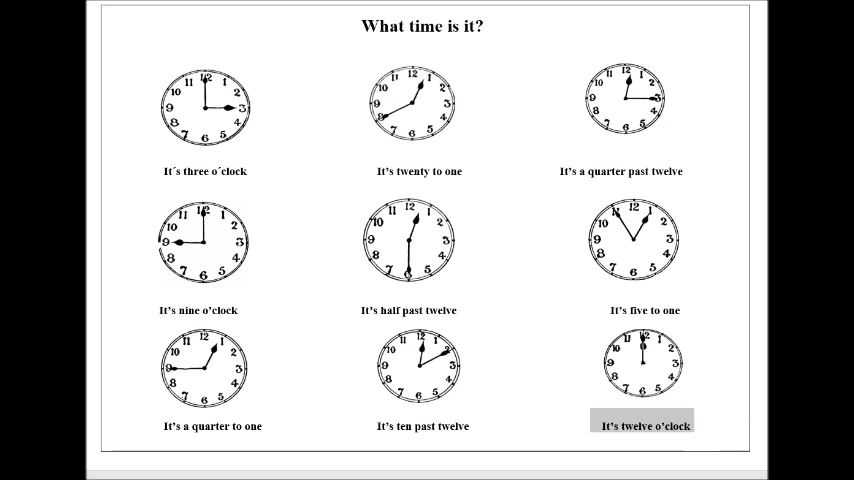 What time is it?
It´s three o´clock
It's twenty to one
It's a quarter past twelve
It's nine o'clock
It's half past twelve
It's five to one
It's a quarter to one
It's ten past twelve
It's twelve o'clock